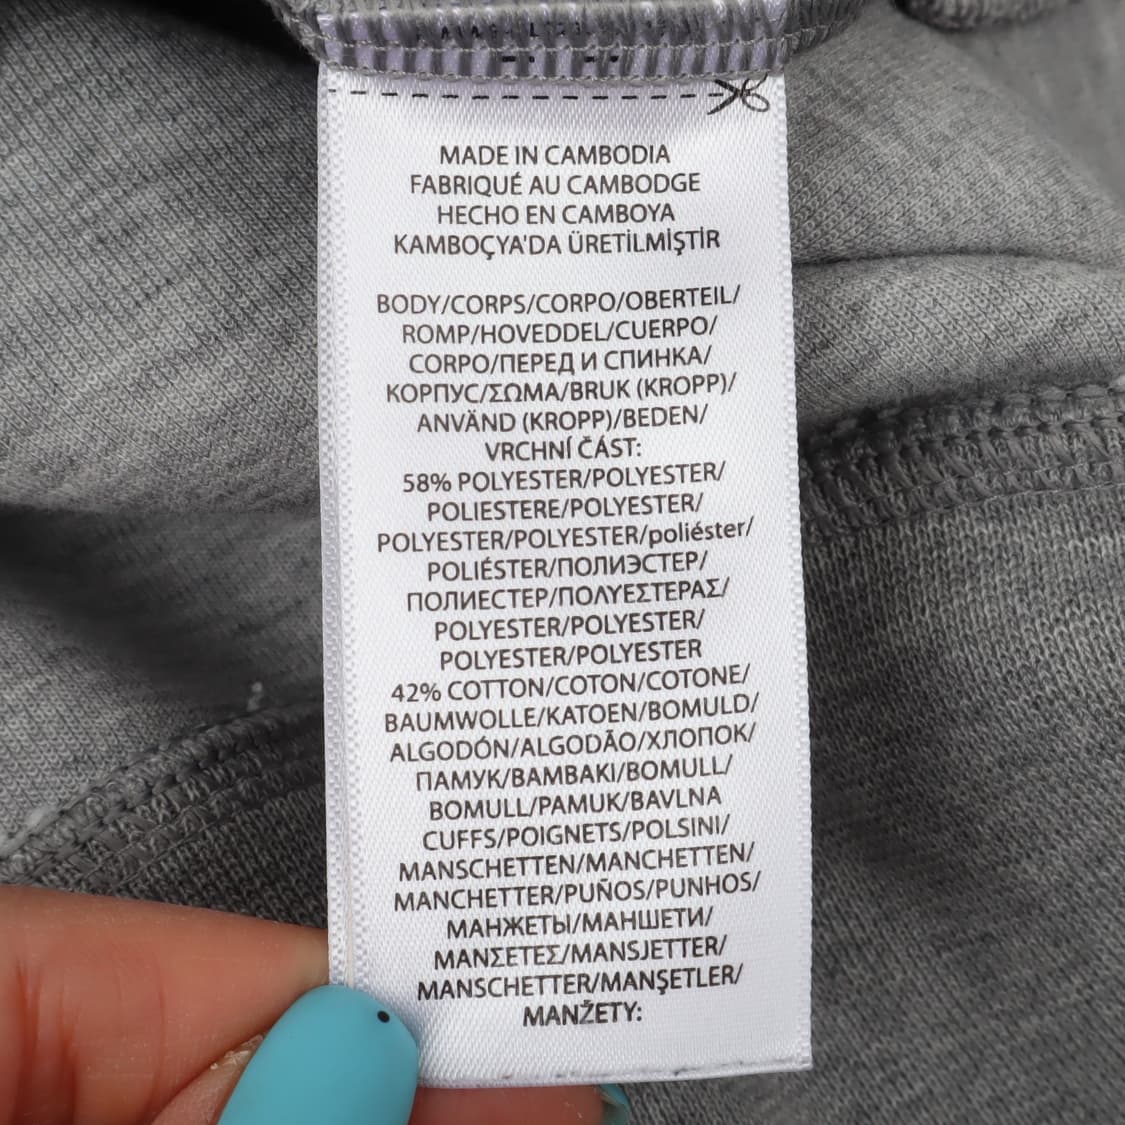 MADE IN CAMBODIA
FABRIQUÉ AU CAMBODGE
HECHO EN CAMBOYA
KAMBOÇYA'DA ÜRETİLMİŞTİR
BODY/CORPS/CORPO/OBERTEIL/
ROMP/HOVEDDEL/CUERPO/
CORPO/ПЕРЕД И СПИНКА/
КОРПУС/ΣΩΜΑ/BRUK (KROPP)/
ANVÄND (KROPP)/BEDEN/
VRCHNÍ ČÁST:
58% POLYESTER/POLYESTER/
POLIESTERE/POLYESTER/
POLYESTER/POLYESTER/poliéster/
POLIÉSTER/ПОЛИЭСТЕР/
ПОЛИЕСТЕР/ΠΟΛΥΕΣΤΕΡΑΣ/
POLYESTER/POLYESTER/
POLYESTER/POLYESTER
42% COTTON/COTON/COTONE/
BAUMWOLLE/KATOEN/BOMULD/
ALGODÓN/ALGODÃO/ХЛОПОК/
ПАМУК/ΒΑΜΒΑΚΙ/BOMULL/
BOMULL/PAMUK/BAVLNA
CUFFS/POIGNETS/POLSINI/
MANSCHETTEN/MANCHETTEN/
MANCHETTER/PUÑOS/PUNHOS/
МАНЖЕТЫ/МАНШЕТИ/
ΜΑΝΣΕΤΕΣ/MANSJETTER/
MANSCHETTER/MANŞETLER/
MANŽETY: